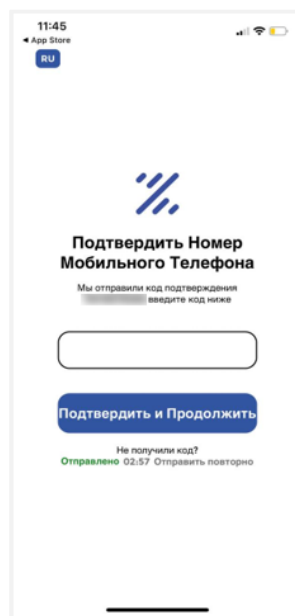 11:45
◀ App Store
RU
Подтвердить Номер
Мобильного Телефона
Мы отправили код подтверждения
введите код ниже
Подтвердить и Продолжить
Не получили код?
Отправлено 02:57 Отправить повторно